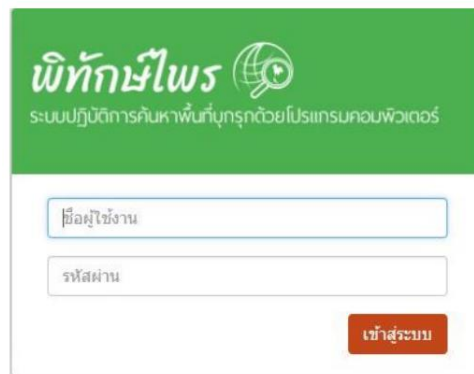 พิทักษ์ไพร
ระบบปฏิบัติการค้นหาพื้นที่บุกรุกด้วยโปรแกรมคอมพิวเตอร์
ชื่อผู้ใช้งาน
รหัสผ่าน
เข้าสู่ระบบ